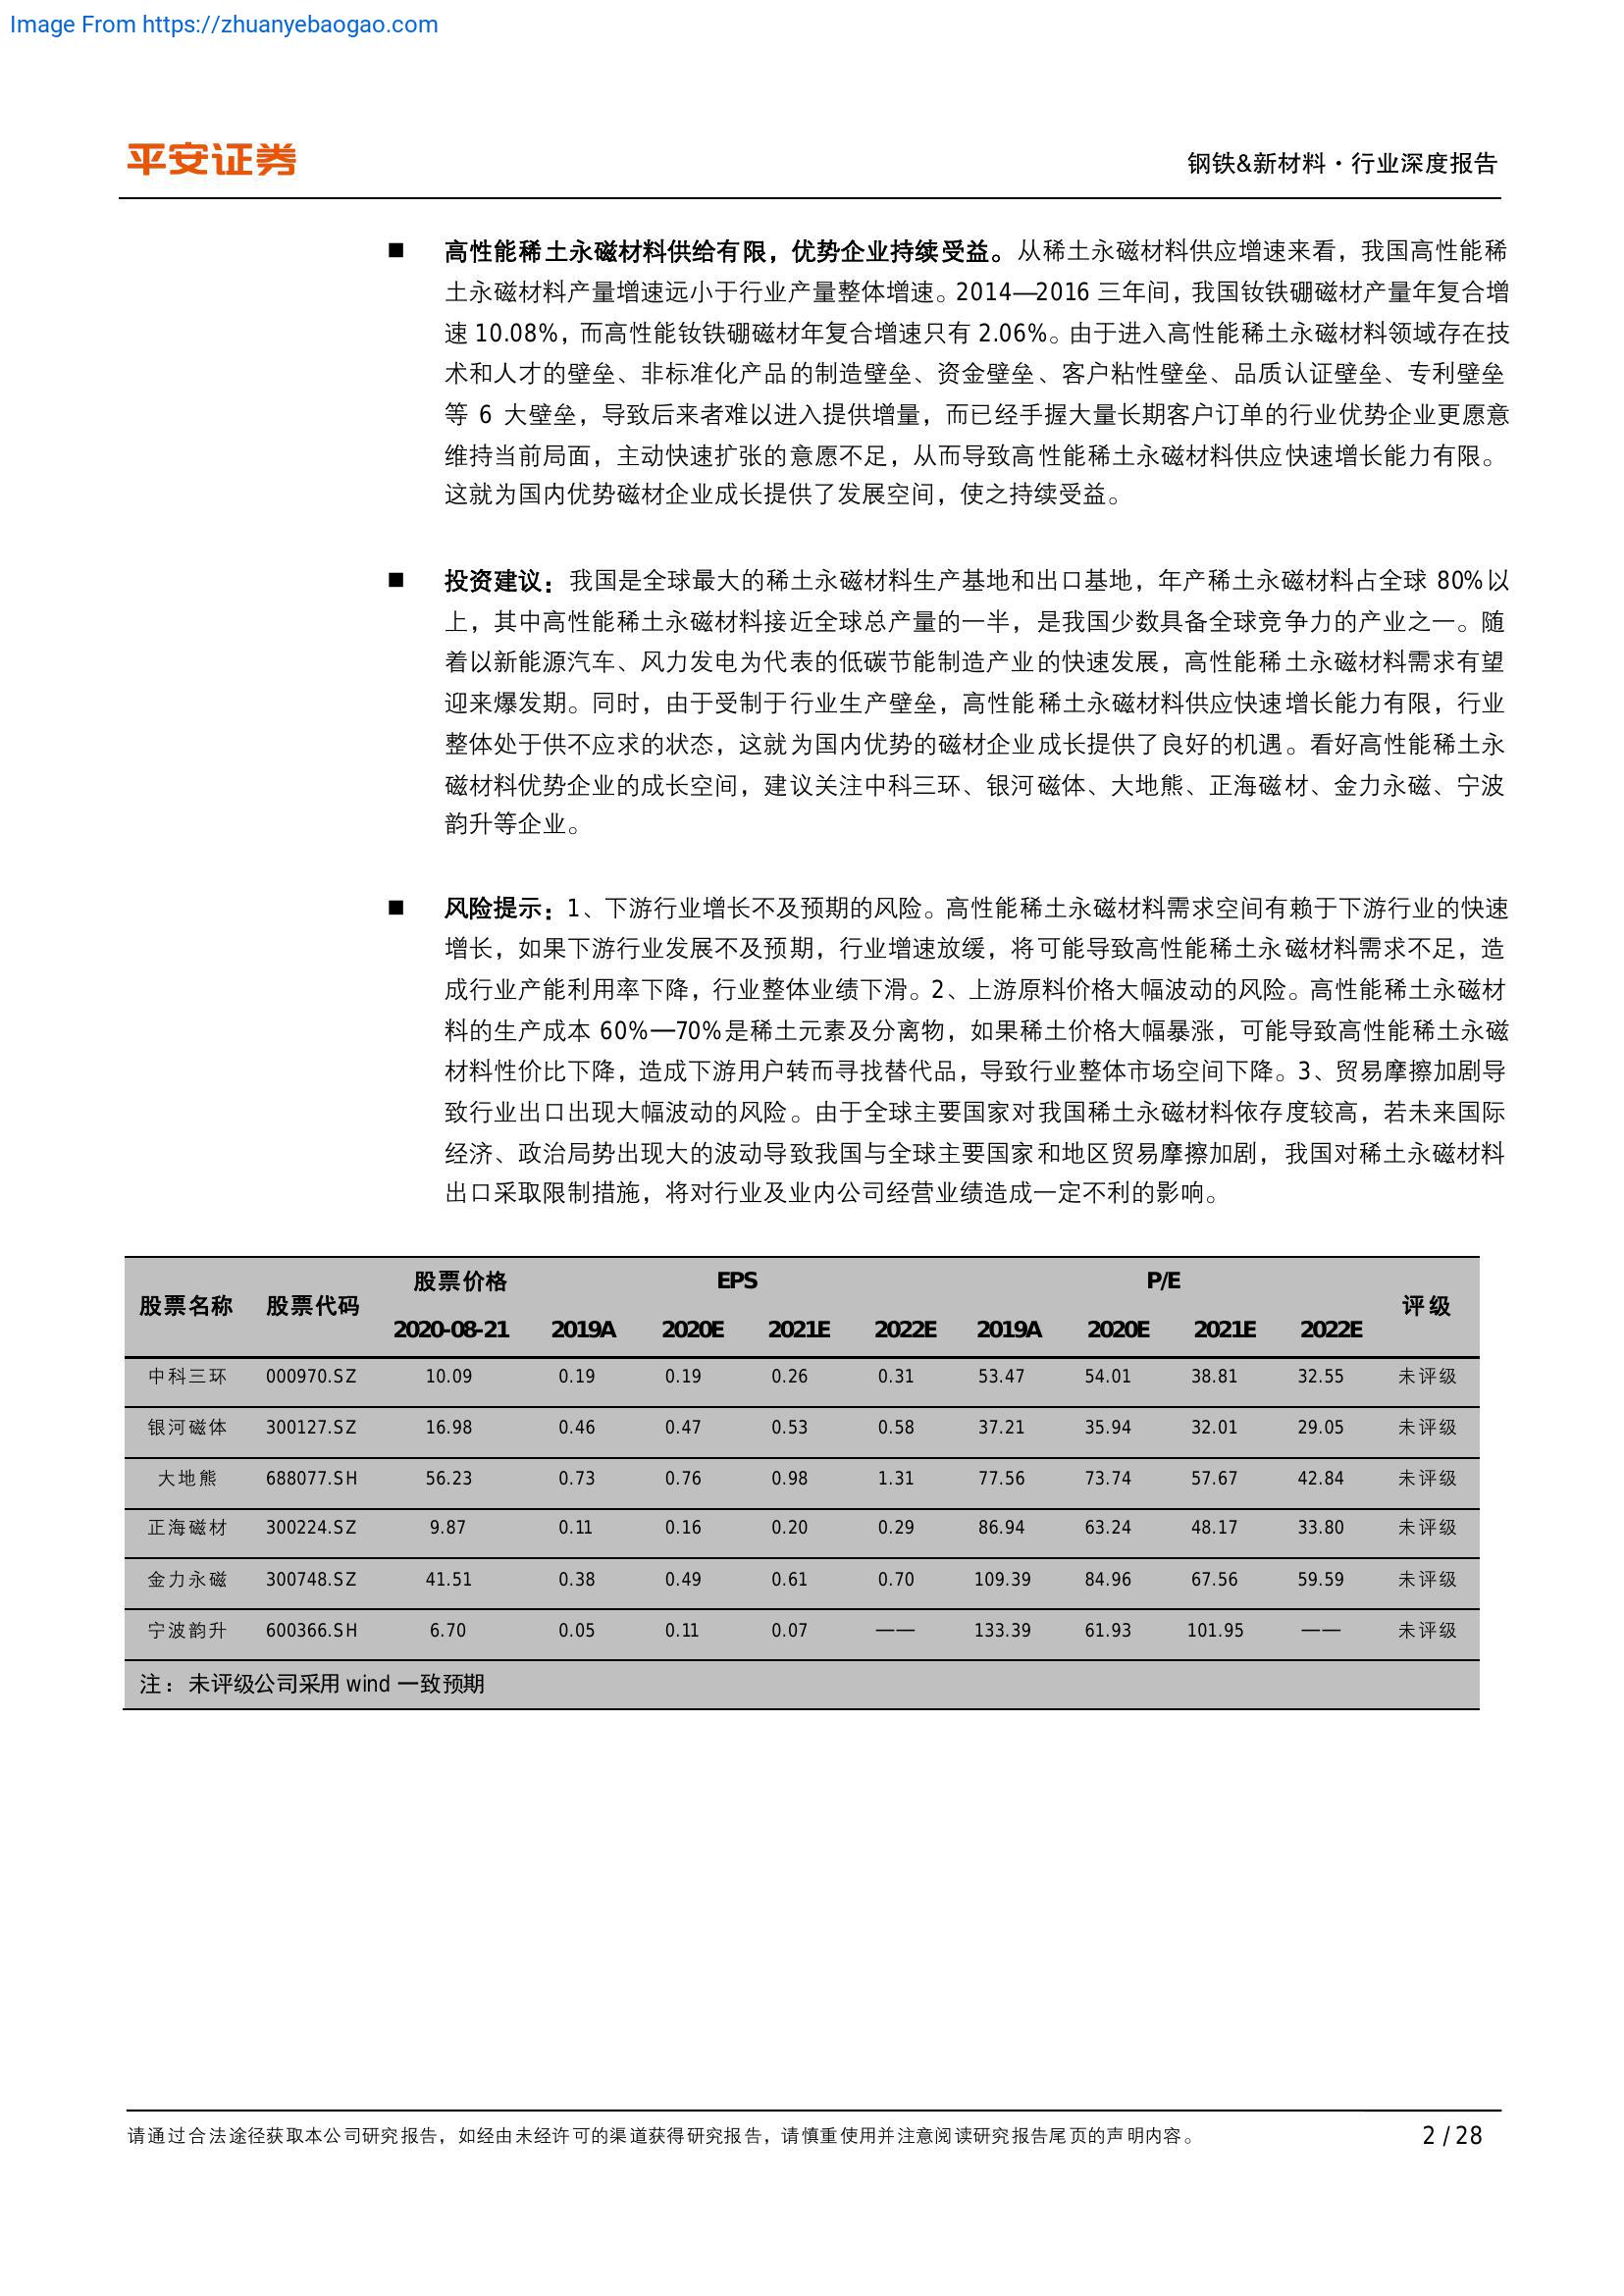 Image From https://zhuanyebaogao.com
平安证券
钢铁&新材料·行业深度报告
■ 高性能稀土永磁材料供给有限，优势企业持续受益。从稀土永磁材料供应增速来看，我国高性能稀
土永磁材料产量增速远小于行业产量整体增速。2014—2016 三年间，我国钕铁硼磁材产量年复合增
速 10.08%，而高性能钕铁硼磁材年复合增速只有 2.06%。由于进入高性能稀土永磁材料领域存在技
术和人才的壁垒、非标准化产品的制造壁垒、资金壁垒、客户粘性壁垒、品质认证壁垒、专利壁垒
等 6 大壁垒，导致后来者难以进入提供增量，而已经手握大量长期客户订单的行业优势企业更愿意
维持当前局面，主动快速扩张的意愿不足，从而导致高性能稀土永磁材料供应快速增长能力有限。
这就为国内优势磁材企业成长提供了发展空间，使之持续受益。
■ 投资建议：我国是全球最大的稀土永磁材料生产基地和出口基地，年产稀土永磁材料占全球 80%以
上，其中高性能稀土永磁材料接近全球总产量的一半，是我国少数具备全球竞争力的产业之一。随
着以新能源汽车、风力发电为代表的低碳节能制造产业的快速发展，高性能稀土永磁材料需求有望
迎来爆发期。同时，由于受制于行业生产壁垒，高性能稀土永磁材料供应快速增长能力有限，行业
整体处于供不应求的状态，这就为国内优势的磁材企业成长提供了良好的机遇。看好高性能稀土永
磁材料优势企业的成长空间，建议关注中科三环、银河磁体、大地熊、正海磁材、金力永磁、宁波
韵升等企业。
■ 风险提示：1、下游行业增长不及预期的风险。高性能稀土永磁材料需求空间有赖于下游行业的快速
增长，如果下游行业发展不及预期，行业增速放缓，将可能导致高性能稀土永磁材料需求不足，造
成行业产能利用率下降，行业整体业绩下滑。2、上游原料价格大幅波动的风险。高性能稀土永磁材
料的生产成本 60%—70%是稀土元素及分离物，如果稀土价格大幅暴涨，可能导致高性能稀土永磁
材料性价比下降，造成下游用户转而寻找替代品，导致行业整体市场空间下降。3、贸易摩擦加剧导
致行业出口出现大幅波动的风险。由于全球主要国家对我国稀土永磁材料依存度较高，若未来国际
经济、政治局势出现大的波动导致我国与全球主要国家和地区贸易摩擦加剧，我国对稀土永磁材料
出口采取限制措施，将对行业及业内公司经营业绩造成一定不利的影响。
股票名称 股票代码 股票价格 EPS P/E 评级
2020-08-21 2019A 2020E 2021E 2022E 2019A 2020E 2021E 2022E
中科三环 000970.SZ 10.09 0.19 0.19 0.26 0.31 53.47 54.01 38.81 32.55 未评级
银河磁体 300127.SZ 16.98 0.46 0.47 0.53 0.58 37.21 35.94 32.01 29.05 未评级
大地熊 688077.SH 56.23 0.73 0.76 0.98 1.31 77.56 73.74 57.67 42.84 未评级
正海磁材 300224.SZ 9.87 0.11 0.16 0.20 0.29 86.94 63.24 48.17 33.80 未评级
金力永磁 300748.SZ 41.51 0.38 0.49 0.61 0.70 109.39 84.96 67.56 59.59 未评级
宁波韵升 600366.SH 6.70 0.05 0.11 0.07 —— 133.39 61.93 101.95 —— 未评级
注：未评级公司采用 wind 一致预期
请通过合法途径获取本公司研究报告，如经由未经许可的渠道获得研究报告，请慎重使用并注意阅读研究报告尾页的声明内容。
2 / 28